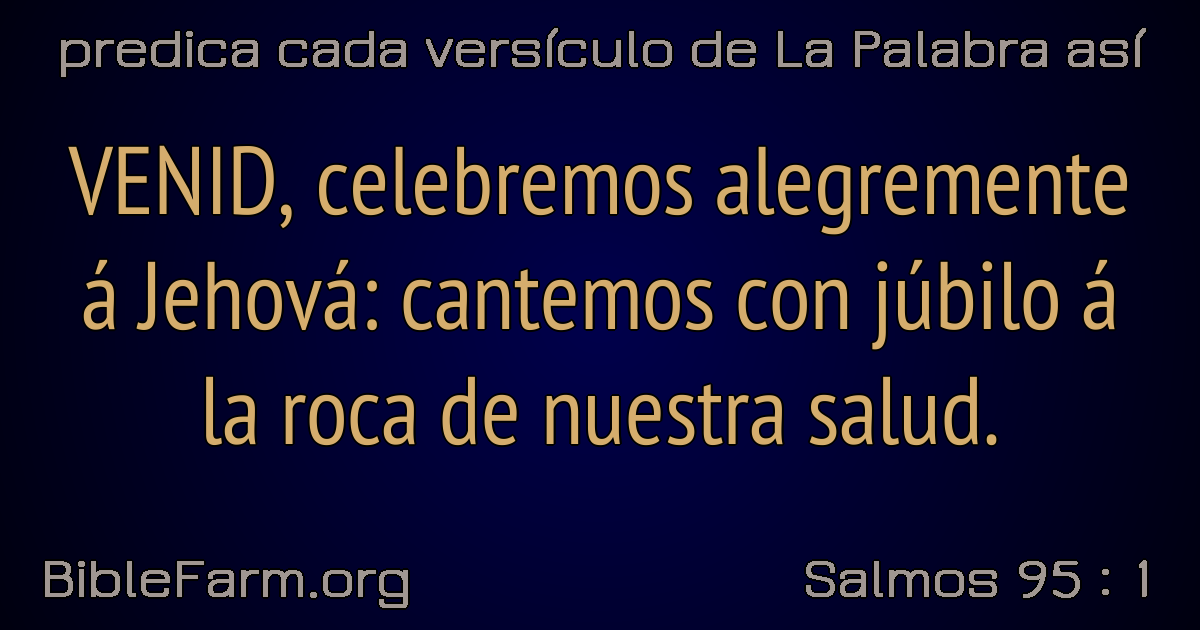 predica cada versículo de La Palabra así
VENID, celebremos alegremente
á Jehová: cantemos con júbilo á
la roca de nuestra salud.
BibleFarm.org
Salmos 95 : 1